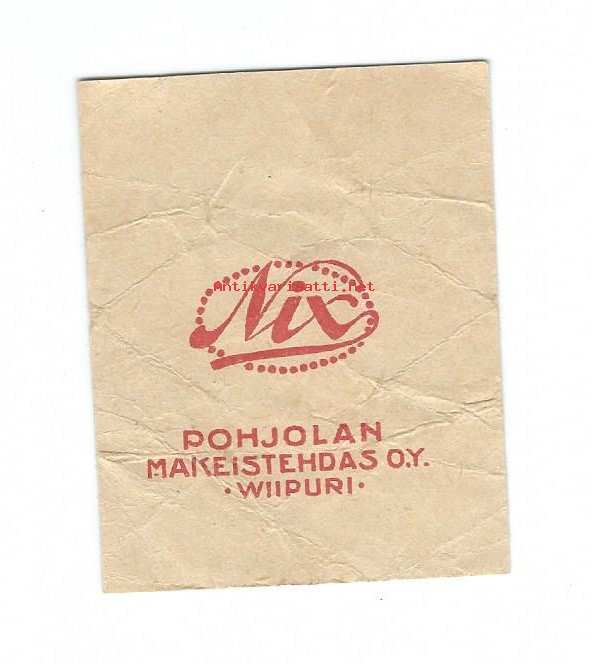 Nix
Antikvariaatti.net
POHJOLAN
MAKEISTEHDAS O.Y.
· WIIPURI ·